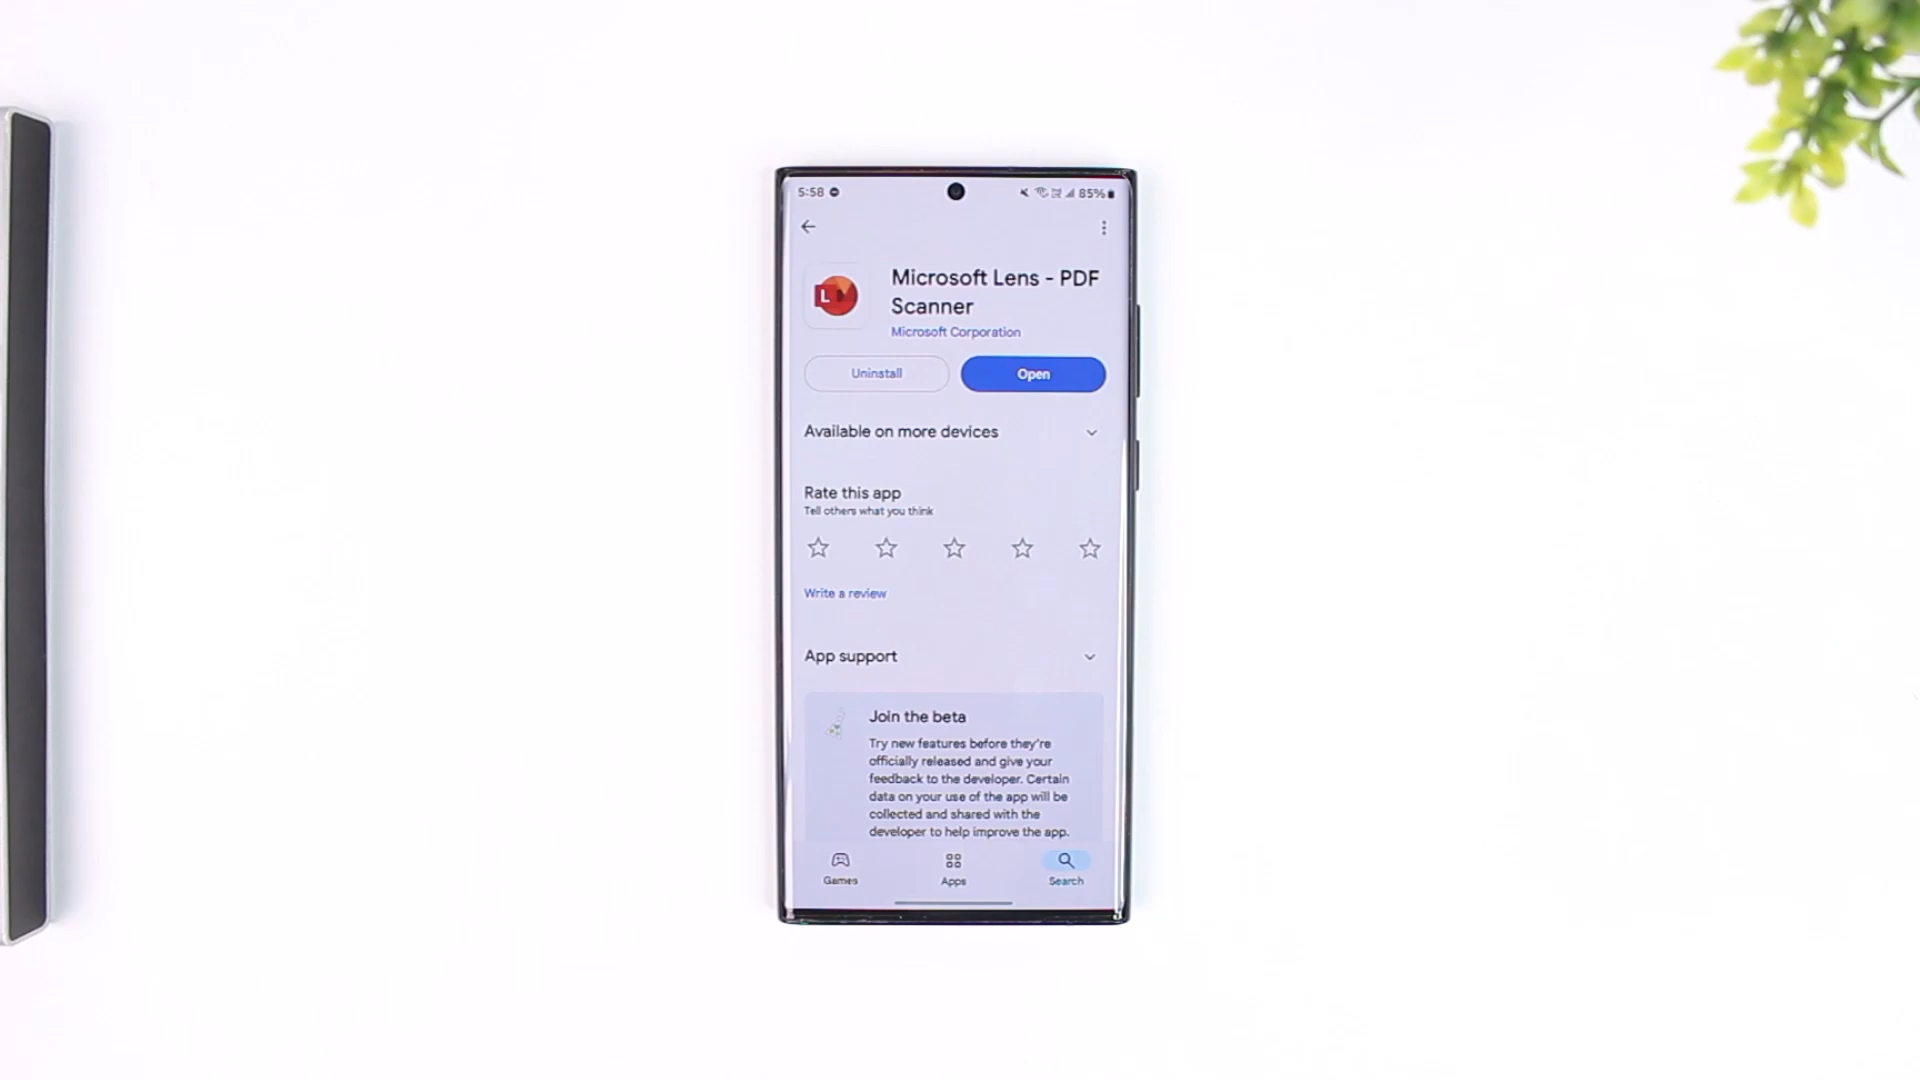 5:58
85%
Microsoft Lens - PDF
Scanner
L
Microsoft Corporation
Uninstall
Open
Available on more devices
Rate this app
Tell others what you think
Write a review
App support
Join the beta
Try new features before they're
officially released and give your
feedback to the developer. Certain
data on your use of the app will be
collected and shared with the
developer to help improve the app.
Games
Apps
Search